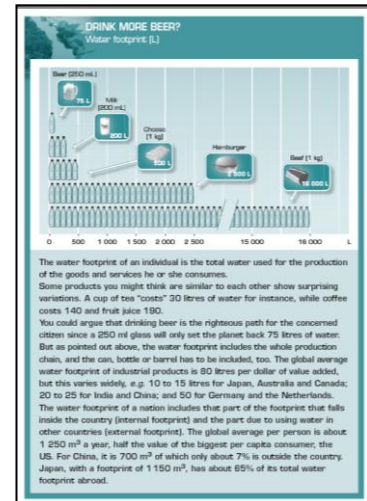 DRINK MORE BEER?
Water footprint (L)
Beer (250 mL)
75 L
Milk
(200 mL)
200 L
Cheese
(1 kg)
500 L
Hamburger
2 500 L
Beef (1 kg)
16 000 L
0 500 1 000 1 500 2 000 2 500 15 000 16 000 L
The water footprint of an individual is the total water used for the production
of the goods and services he or she consumes.
Some products you might think are similar to each other show surprising
variations. A cup of tea "costs" 30 litres of water for instance, while coffee
costs 140 and fruit juice 190.
You could argue that drinking beer is the righteous path for the concerned
citizen since a 250 ml glass will only set the planet back 75 litres of water.
But as pointed out above, the water footprint includes the whole production
chain, and the can, bottle or barrel has to be included, too. The global average
water footprint of industrial products is 80 litres per dollar of value added,
but this varies widely, e.g. 10 to 15 litres for Japan, Australia and Canada;
20 to 25 for India and China; and 50 for Germany and the Netherlands.
The water footprint of a nation includes that part of the footprint that falls
inside the country (internal footprint) and the part due to using water in
other countries (external footprint). The global average per person is about
1 250 m³ a year, half the value of the biggest per capita consumer, the
US. For China, it is 700 m³ of which only about 7% is outside the country.
Japan, with a footprint of 1 150 m³, has about 65% of its total water
footprint abroad.